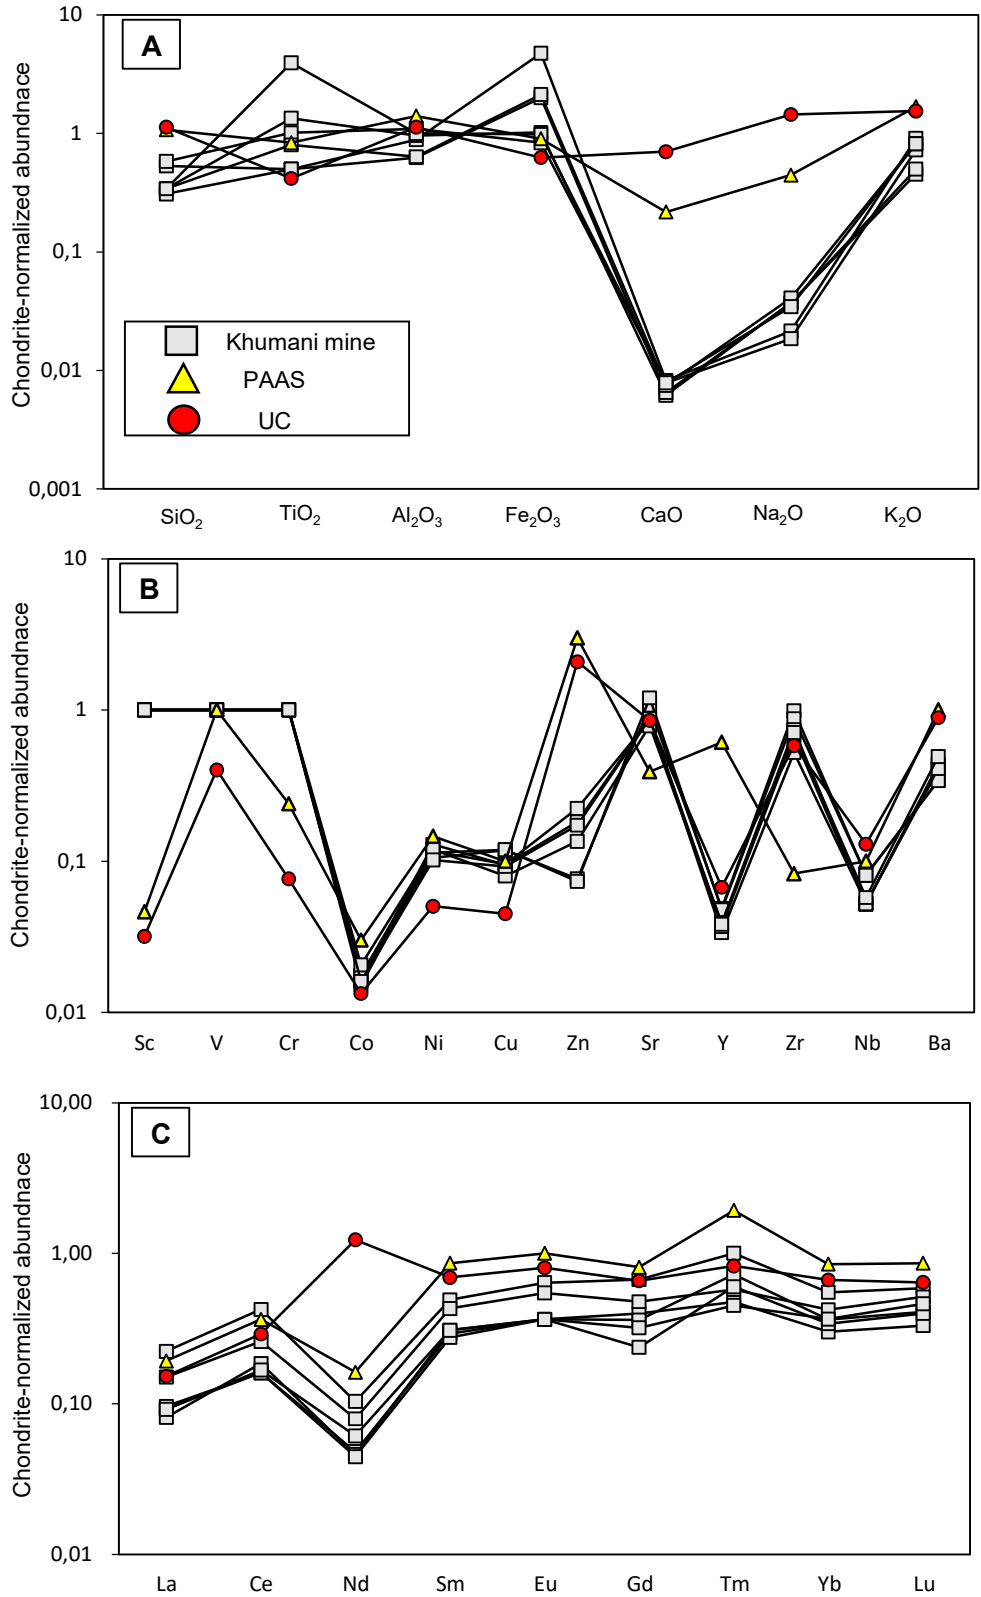 10
A
1
0,1
0,01
0,001
Chondrite-normalized abundnace
Khumani mine
PAAS
UC
SiO₂ TiO₂ Al₂O₃ Fe₂O₃ CaO Na₂O K₂O
10
B
1
0,1
0,01
Chondrite-normalized abundnace
Sc V Cr Co Ni Cu Zn Sr Y Zr Nb Ba
10,00
C
1,00
0,10
0,01
Chondrite-normalized abundnace
La Ce Nd Sm Eu Gd Tm Yb Lu